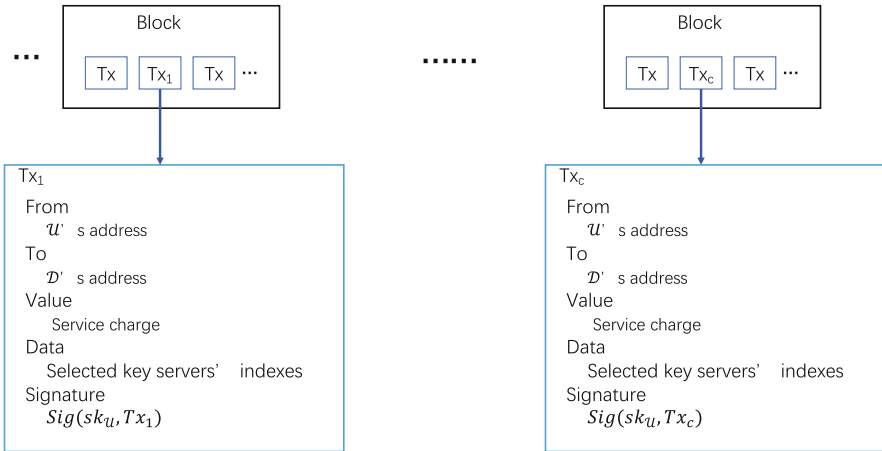 Block
Block
... Tx Tx₁ Tx ...
......
Tx Txc Tx ...
Tx₁
From
𝒰' s address
To
𝒟' s address
Value
Service charge
Data
Selected key servers' indexes
Signature
Sig(sk𝒰, Tx₁)
Txc
From
𝒰' s address
To
𝒟' s address
Value
Service charge
Data
Selected key servers' indexes
Signature
Sig(sk𝒰, Txc)